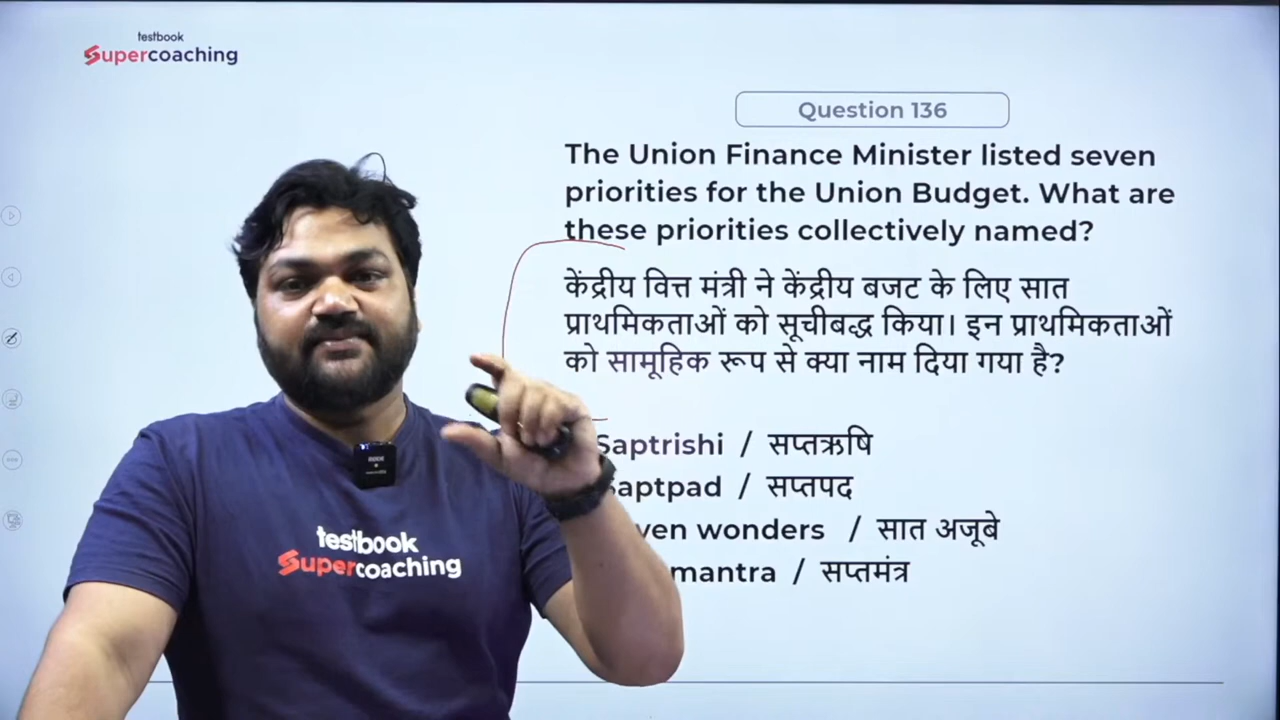 testbook
Supercoaching
Question 136
The Union Finance Minister listed seven
priorities for the Union Budget. What are
these priorities collectively named?
केंद्रीय वित्त मंत्री ने केंद्रीय बजट के लिए सात
प्राथमिकताओं को सूचीबद्ध किया। इन प्राथमिकताओं
को सामूहिक रूप से क्या नाम दिया गया है?
Saptrishi / सप्तऋषि
Saptpad / सप्तपद
wonders / सात अजूबे
mantra / सप्तमंत्र
testbook
Supercoaching